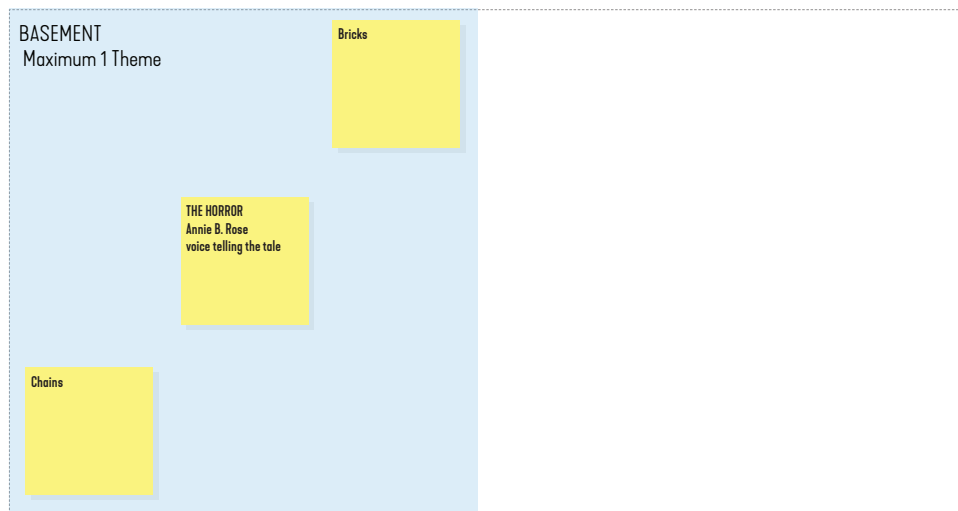 BASEMENT
Maximum 1 Theme
Bricks
THE HORROR
Annie B. Rose
voice telling the tale
Chains